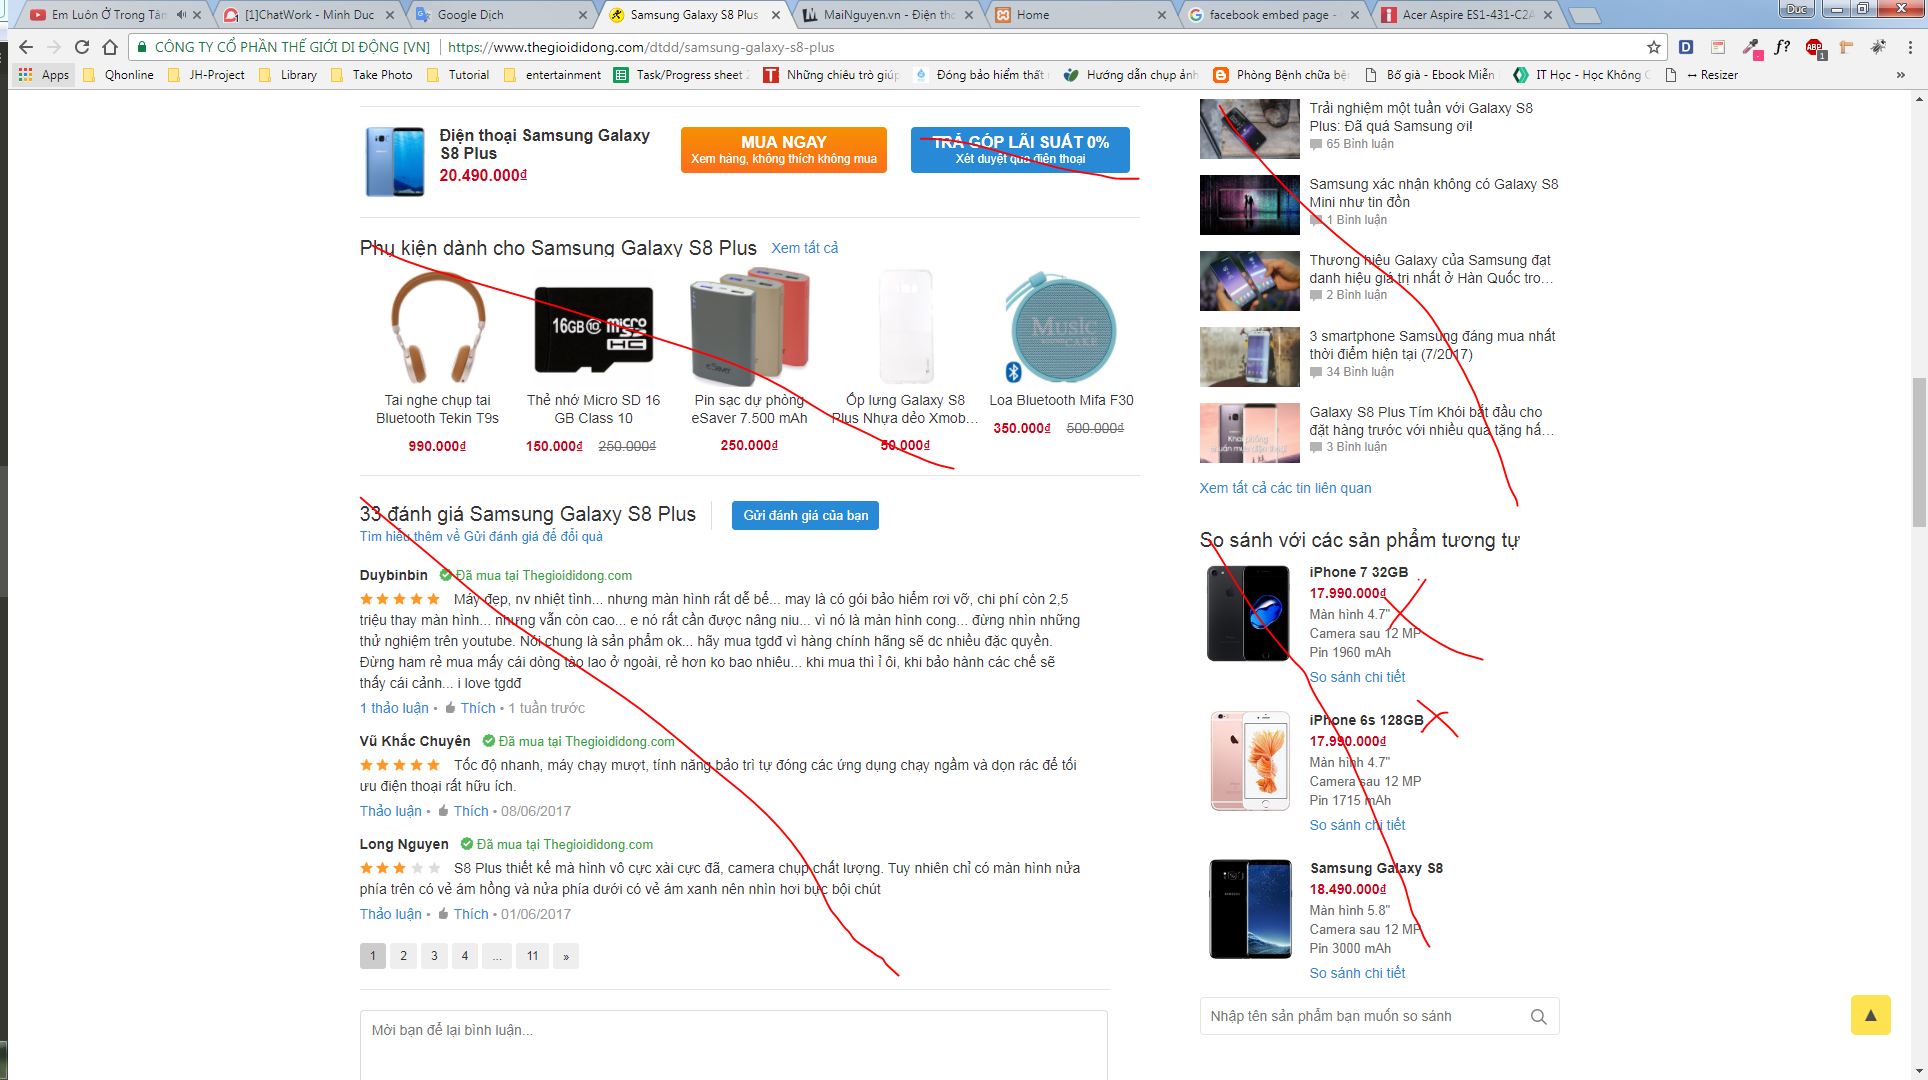 Em Luôn Ở Trong Tâm
[1]ChatWork - Minh Duc
Google Dịch
Samsung Galaxy S8 Plus
MaiNguyen.vn - Điện tho
Home
facebook embed page -
Acer Aspire ES1-431-C2A
Duc
CÔNG TY CỔ PHẦN THẾ GIỚI DI ĐỘNG [VN]
https://www.thegioididong.com/dtdd/samsung-galaxy-s8-plus
Apps
Qhonline
JH-Project
Library
Take Photo
Tutorial
entertainment
Task/Progress sheet 2
Những chiêu trò giúp
Đóng bảo hiểm thất
Hướng dẫn chụp ảnh
Phòng Bệnh chữa bệ
Bố già - Ebook Miễn
IT Học - Học Không
↔ Resizer
»
Điện thoại Samsung Galaxy
S8 Plus
20.490.000₫
MUA NGAY
Xem hàng, không thích không mua
TRẢ GÓP LÃI SUẤT 0%
Xét duyệt qua điện thoại
Phụ kiện dành cho Samsung Galaxy S8 Plus
Xem tất cả
16GB 10 micro SD HC
eSaver
Music
SOUND CAKE
Tai nghe chụp tai
Bluetooth Tekin T9s
990.000₫
Thẻ nhớ Micro SD 16
GB Class 10
150.000₫ 250.000₫
Pin sạc dự phòng
eSaver 7.500 mAh
250.000₫
Ốp lưng Galaxy S8
Plus Nhựa dẻo Xmob...
50.000₫
Loa Bluetooth Mifa F30
350.000₫ 500.000₫
33 đánh giá Samsung Galaxy S8 Plus
Gửi đánh giá của bạn
Tìm hiểu thêm về Gửi đánh giá để đổi quà
Duybinbin Đã mua tại Thegioididong.com
Máy đẹp, nv nhiệt tình... nhưng màn hình rất dễ bể... may là có gói bảo hiểm rơi vỡ, chi phí còn 2,5
triệu thay màn hình... nhưng vẫn còn cao... e nó rất cần được nâng niu... vì nó là màn hình cong... đừng nhìn những
thử nghiệm trên youtube. Nói chung là sản phẩm ok... hãy mua tgdđ vì hàng chính hãng sẽ dc nhiều đặc quyền.
Đừng ham rẻ mua mấy cái dòng tào lao ở ngoài, rẻ hơn ko bao nhiêu... khi mua thì ỉ ôi, khi bảo hành các chế sẽ
thấy cái cảnh... i love tgdđ
1 thảo luận • Thích • 1 tuần trước
Vũ Khắc Chuyên Đã mua tại Thegioididong.com
Tốc độ nhanh, máy chạy mượt, tính năng bảo trì tự đóng các ứng dụng chạy ngầm và dọn rác để tối
ưu điện thoại rất hữu ích.
Thảo luận • Thích • 08/06/2017
Long Nguyen Đã mua tại Thegioididong.com
S8 Plus thiết kế mà hình vô cực xài cực đã, camera chụp chất lượng. Tuy nhiên chỉ có màn hình nửa
phía trên có vẻ ám hồng và nửa phía dưới có vẻ ám xanh nên nhìn hơi bực bội chút
Thảo luận • Thích • 01/06/2017
1 2 3 4 ... 11 »
Mời bạn để lại bình luận...
Trải nghiệm một tuần với Galaxy S8
Plus: Đã quá Samsung ơi!
65 Bình luận
Samsung xác nhận không có Galaxy S8
Mini như tin đồn
1 Bình luận
Thương hiệu Galaxy của Samsung đạt
danh hiệu giá trị nhất ở Hàn Quốc tro...
2 Bình luận
3 smartphone Samsung đáng mua nhất
thời điểm hiện tại (7/2017)
34 Bình luận
Galaxy S8 Plus Tím Khói bắt đầu cho
đặt hàng trước với nhiều quà tặng hấ...
3 Bình luận
Xem tất cả các tin liên quan
So sánh với các sản phẩm tương tự
iPhone 7 32GB
17.990.000₫
Màn hình 4.7"
Camera sau 12 MP
Pin 1960 mAh
So sánh chi tiết
iPhone 6s 128GB
17.990.000₫
Màn hình 4.7"
Camera sau 12 MP
Pin 1715 mAh
So sánh chi tiết
Samsung Galaxy S8
18.490.000₫
Màn hình 5.8"
Camera sau 12 MP
Pin 3000 mAh
So sánh chi tiết
Nhập tên sản phẩm bạn muốn so sánh